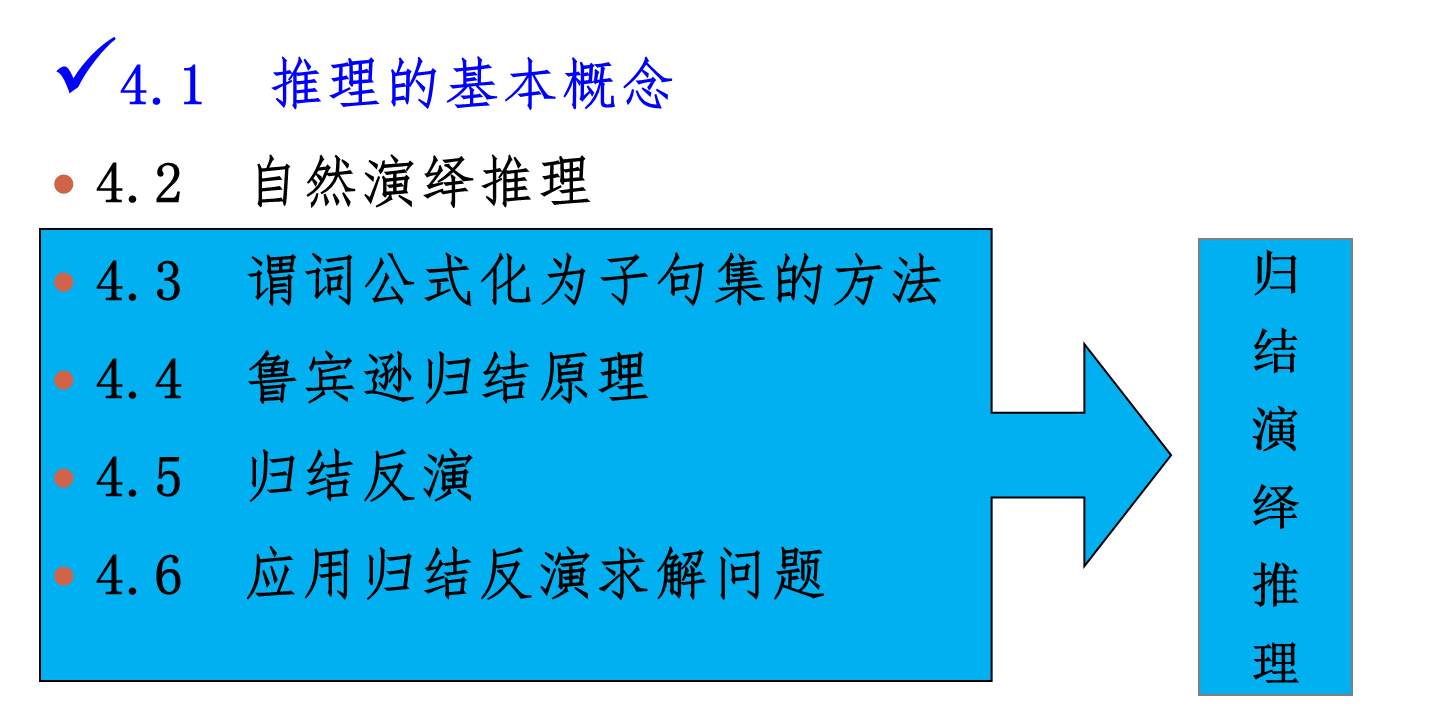 4.1 推理的基本概念
4.2 自然演绎推理
4.3 谓词公式化为子句集的方法
4.4 鲁宾逊归结原理
4.5 归结反演
4.6 应用归结反演求解问题
归结演绎推理